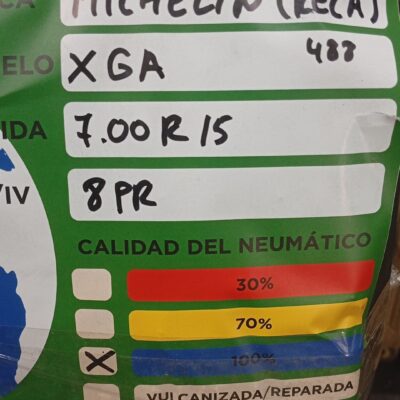 CA MICHELIN (RECA)
ELO XGA 488
IDA 7.00 R 15
/IV 8 PR
CALIDAD DEL NEUMÁTICO
30%
70%
X 100%
VULCANIZADA/REPARADA